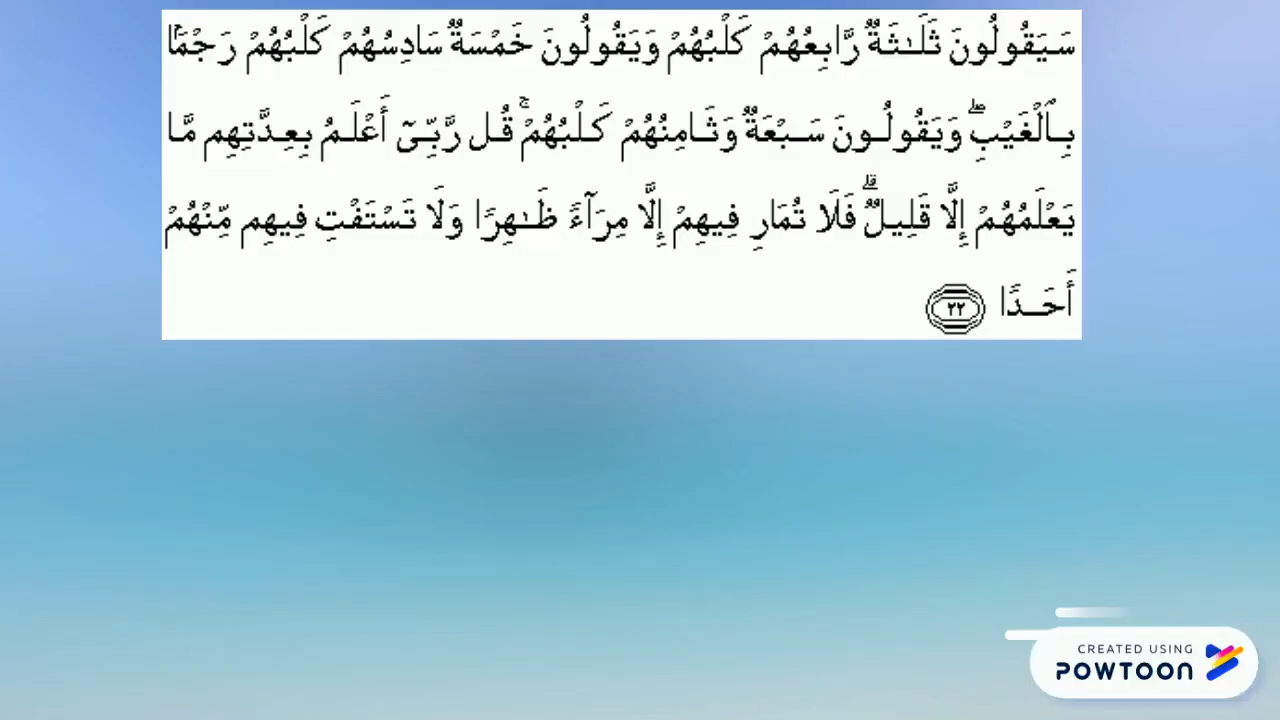 سَيَقُولُونَ ثَلَـٰثَةٌ رَّابِعُهُمْ كَلْبُهُمْ وَيَقُولُونَ خَمْسَةٌ سَادِسُهُمْ كَلْبُهُمْ رَجْمًۢا
بِٱلْغَيْبِ ۖ وَيَقُولُونَ سَبْعَةٌ وَثَامِنُهُمْ كَلْبُهُمْ ۚ قُل رَّبِّىٓ أَعْلَمُ بِعِدَّتِهِم مَّا
يَعْلَمُهُمْ إِلَّا قَلِيلٌ ۗ فَلَا تُمَارِ فِيهِمْ إِلَّا مِرَآءً ظَـٰهِرًا وَلَا تَسْتَفْتِ فِيهِم مِّنْهُمْ
أَحَدًا ٢٢
CREATED USING
POWTOON